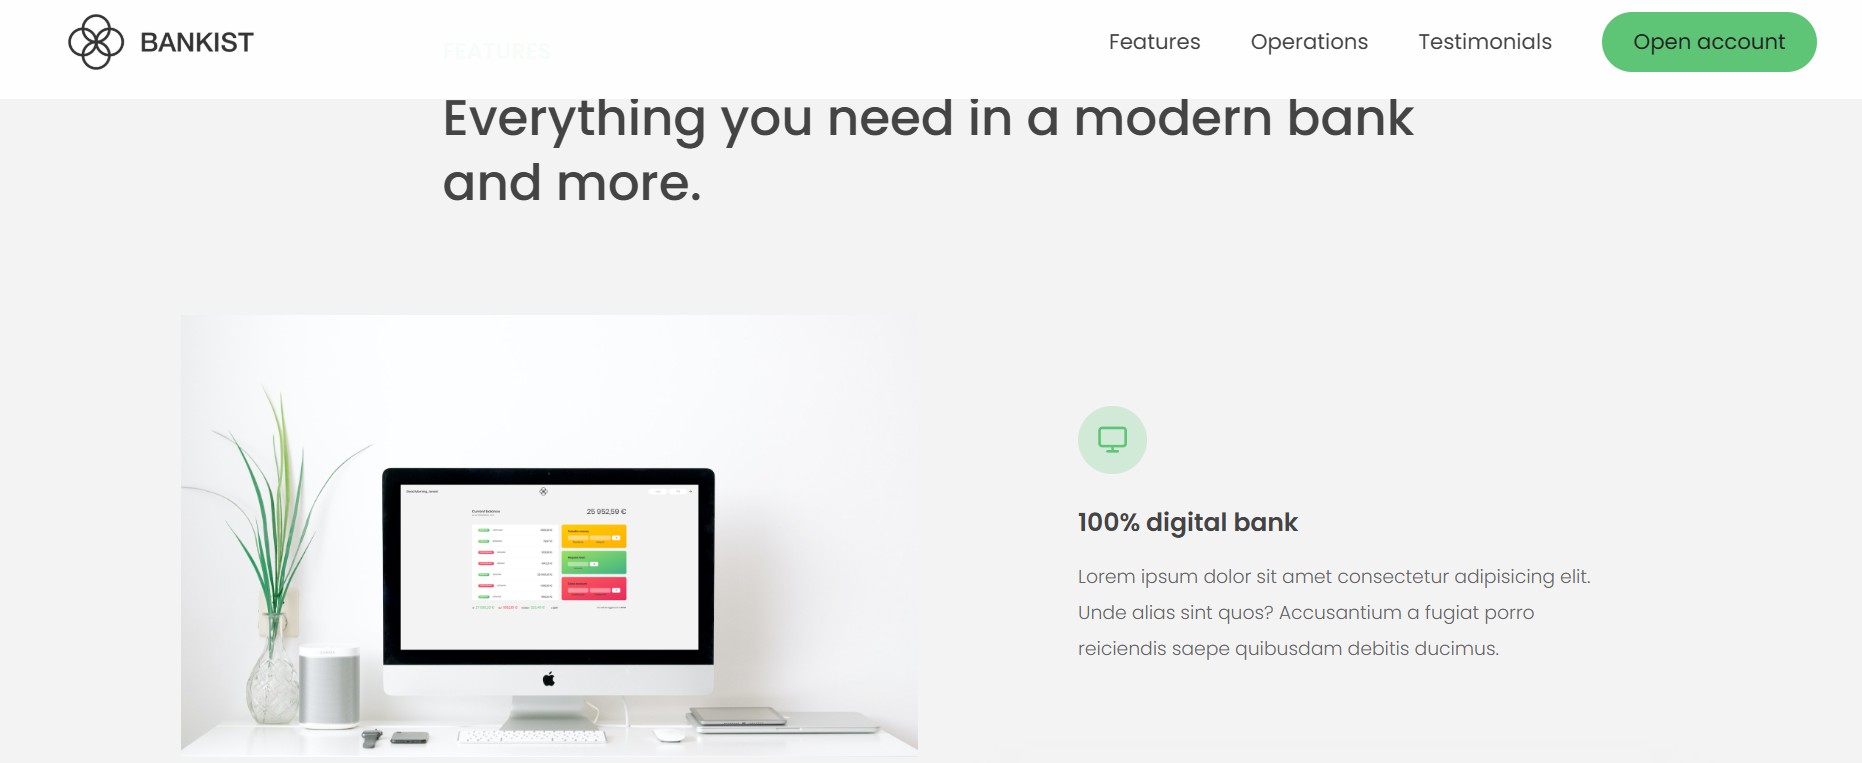 BANKIST
Features
Operations
Testimonials
Open account
FEATURES
Everything you need in a modern bank
and more.
Current balance
25 952,59 €
100% digital bank
Lorem ipsum dolor sit amet consectetur adipisicing elit.
Unde alias sint quos? Accusantium a fugiat porro
reiciendis saepe quibusdam debitis ducimus.